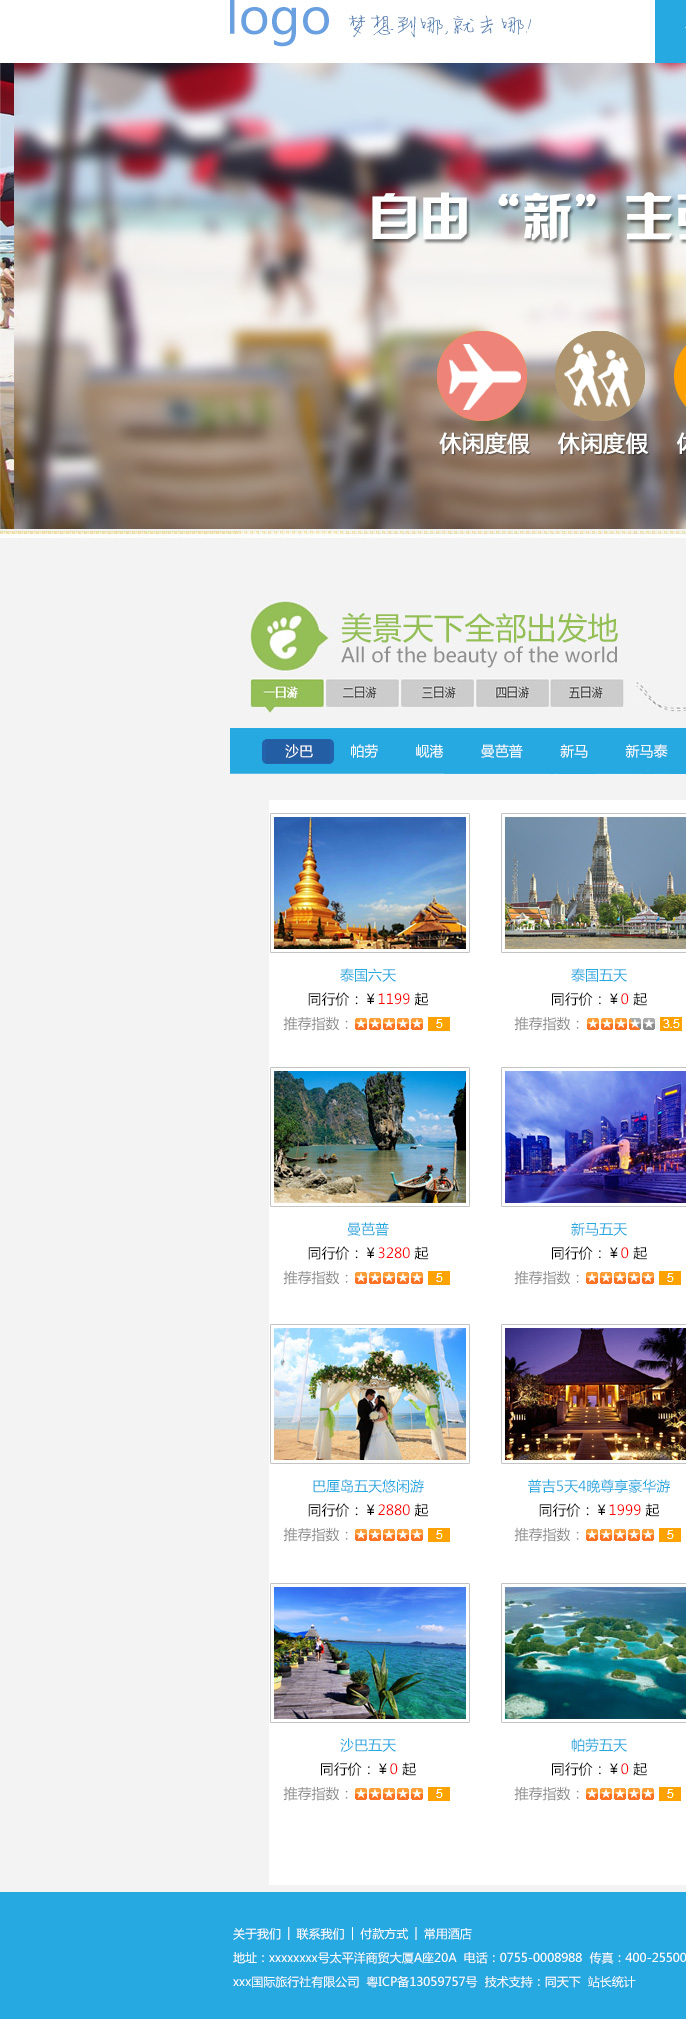 logo 梦想到哪,就去哪!
自由“新”主
休闲度假 休闲度假
美景天下全部出发地
All of the beauty of the world
一日游 二日游 三日游 四日游 五日游
沙巴 帕劳 岘港 曼芭普 新马 新马泰
泰国六天 泰国五天
同行价：¥1199 起 同行价：¥0 起
推荐指数： 5 推荐指数： 3.5
曼芭普 新马五天
同行价：¥3280 起 同行价：¥0 起
推荐指数： 5 推荐指数： 5
巴厘岛五天悠闲游 普吉5天4晚尊享豪华游
同行价：¥2880 起 同行价：¥1999 起
推荐指数： 5 推荐指数： 5
沙巴五天 帕劳五天
同行价：¥0 起 同行价：¥0 起
推荐指数： 5 推荐指数： 5
关于我们 | 联系我们 | 付款方式 | 常用酒店
地址：xxxxxxxx号太平洋商贸大厦A座20A 电话：0755-0008988 传真：400-25500
xxx国际旅行社有限公司 粤ICP备13059757号 技术支持：同天下 站长统计